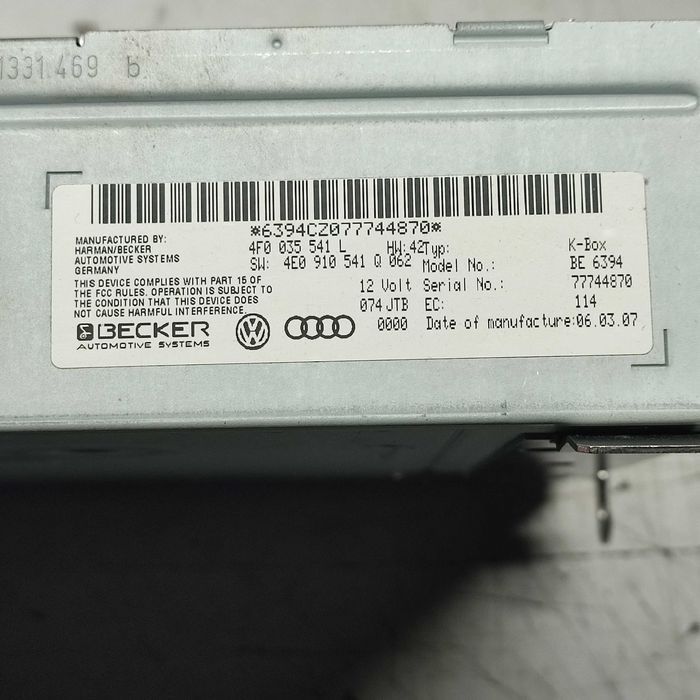 1331.469 b
*6394CZ077744870*
MANUFACTURED BY:
HARMAN/BECKER
AUTOMOTIVE SYSTEMS
GERMANY
4F0 035 541 L HW:42
SW: 4E0 910 541 Q 062
THIS DEVICE COMPLIES WITH PART 15 OF
THE FCC RULES. OPERATION IS SUBJECT TO
THE CONDITION THAT THIS DEVICE DOES
NOT CAUSE HARMFUL INTERFERENCE.
12 Volt
074 JTB
0000
Typ: K-Box
Model No.: BE 6394
Serial No.: 77744870
EC: 114
Date of manufacture:06.03.07
BECKER
AUTOMOTIVE SYSTEMS